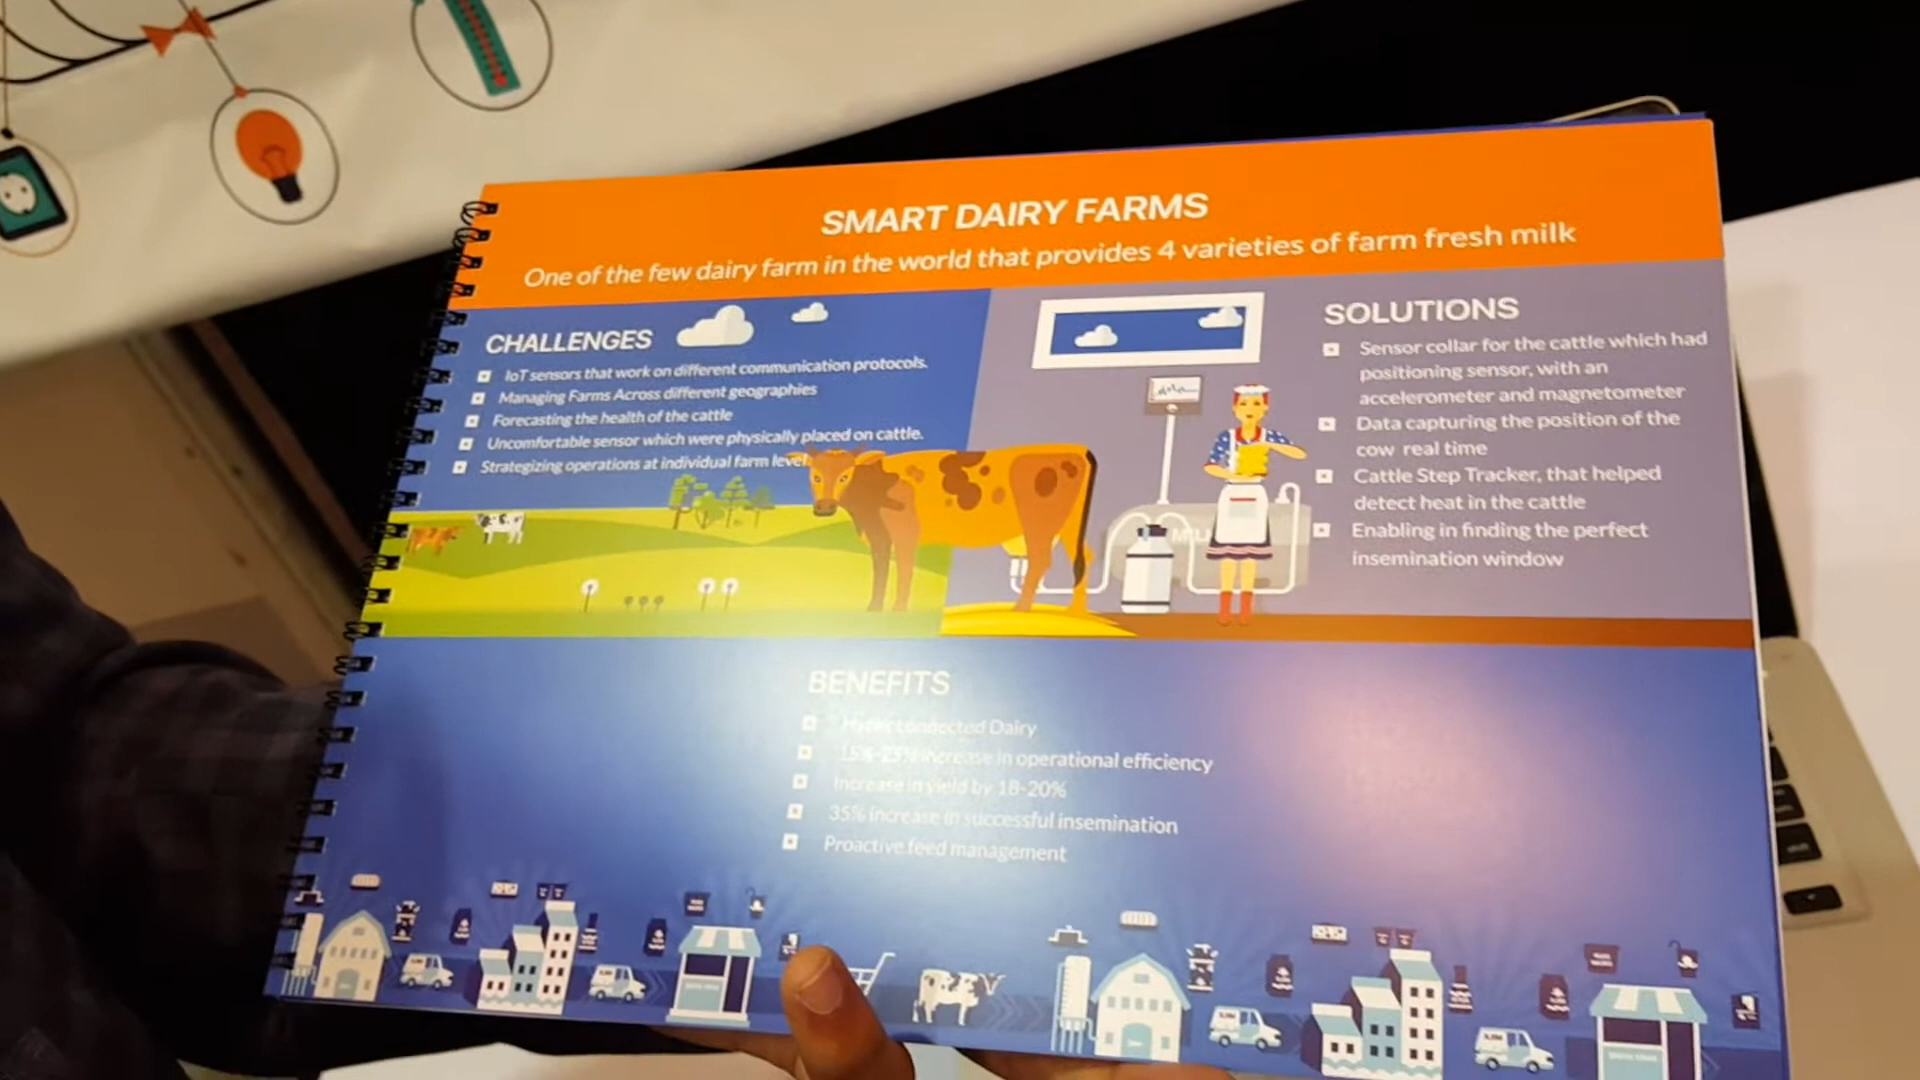 SMART DAIRY FARMS
One of the few dairy farm in the world that provides 4 varieties of farm fresh milk
CHALLENGES
IoT sensors that work on different communication protocols.
Managing Farms Across different geographies
Forecasting the health of the cattle
Uncomfortable sensor which were physically placed on cattle.
Strategizing operations at individual farm level
SOLUTIONS
Sensor collar for the cattle which had
positioning sensor, with an
accelerometer and magnetometer
Data capturing the position of the
cow real time
Cattle Step Tracker, that helped
detect heat in the cattle
Enabling in finding the perfect
insemination window
BENEFITS
Hyper connected Dairy
15%-25% increase in operational efficiency
Increase in yield by 18-20%
35% increase in successful insemination
Proactive feed management